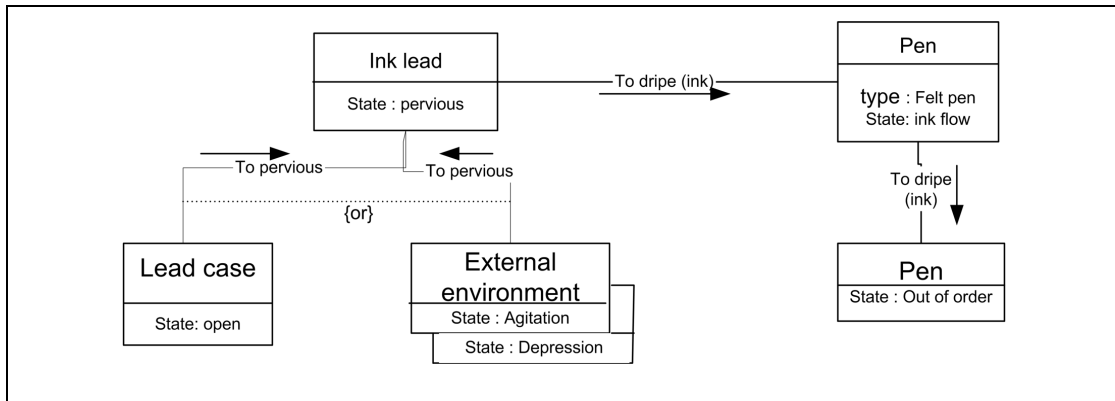 Ink lead
State : pervious
To dripe (ink)
Pen
type : Felt pen
State: ink flow
To pervious
To pervious
{or}
To dripe
(ink)
Lead case
State: open
External
environment
State : Agitation
State : Depression
Pen
State : Out of order